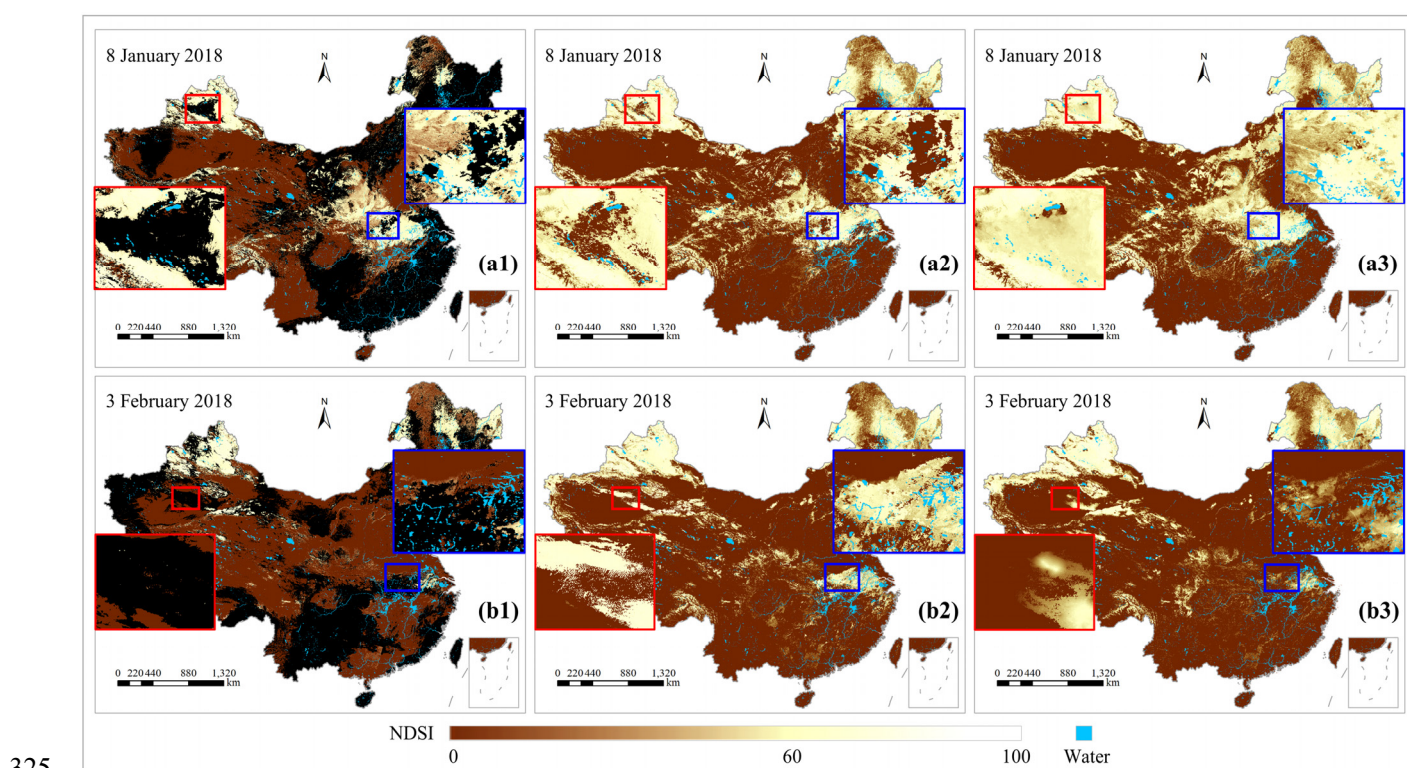 8 January 2018
N
(a1)
0 220 440 880 1,320
km
8 January 2018
N
(a2)
0 220 440 880 1,320
km
8 January 2018
N
(a3)
0 220 440 880 1,320
km
3 February 2018
N
(b1)
0 220 440 880 1,320
km
3 February 2018
N
(b2)
0 220 440 880 1,320
km
3 February 2018
N
(b3)
0 220 440 880 1,320
km
NDSI
0 60 100 Water
325